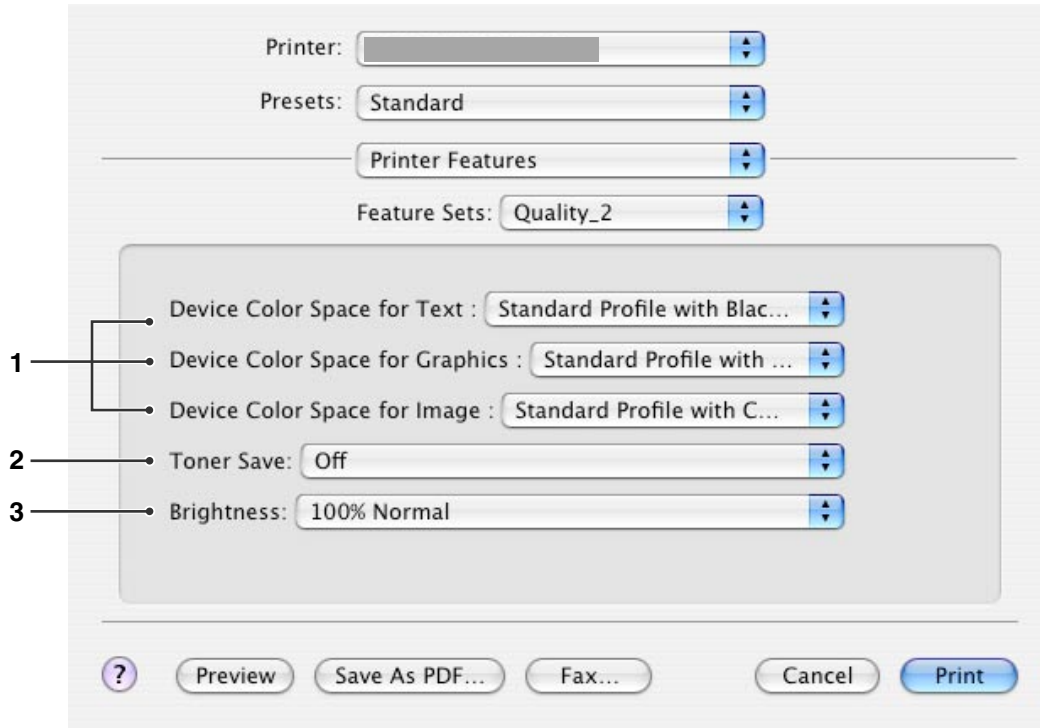 Printer:
Presets: Standard
Printer Features
Feature Sets: Quality_2
Device Color Space for Text : Standard Profile with Blac...
1 Device Color Space for Graphics : Standard Profile with ...
Device Color Space for Image : Standard Profile with C...
2 Toner Save: Off
3 Brightness: 100% Normal
? Preview Save As PDF... Fax... Cancel Print